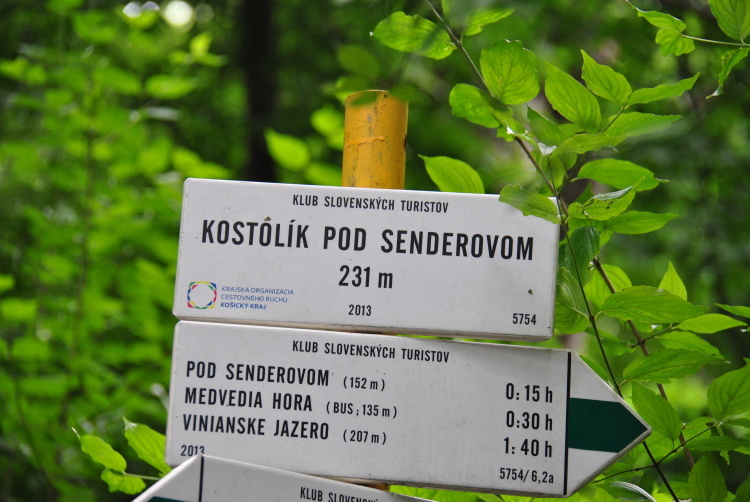 KLUB SLOVENSKÝCH TURISTOV
KOSTOLÍK POD SENDEROVOM
231 m
KRAJSKÁ ORGANIZÁCIA
CESTOVNÉHO RUCHU
KOŠICKÝ KRAJ
2013
5754
KLUB SLOVENSKÝCH TURISTOV
POD SENDEROVOM (152 m) 0:15 h
MEDVEDIA HORA (BUS; 135 m) 0:30 h
VINIANSKE JAZERO (207 m) 1:40 h
2013
5754/6,2a
KLUB